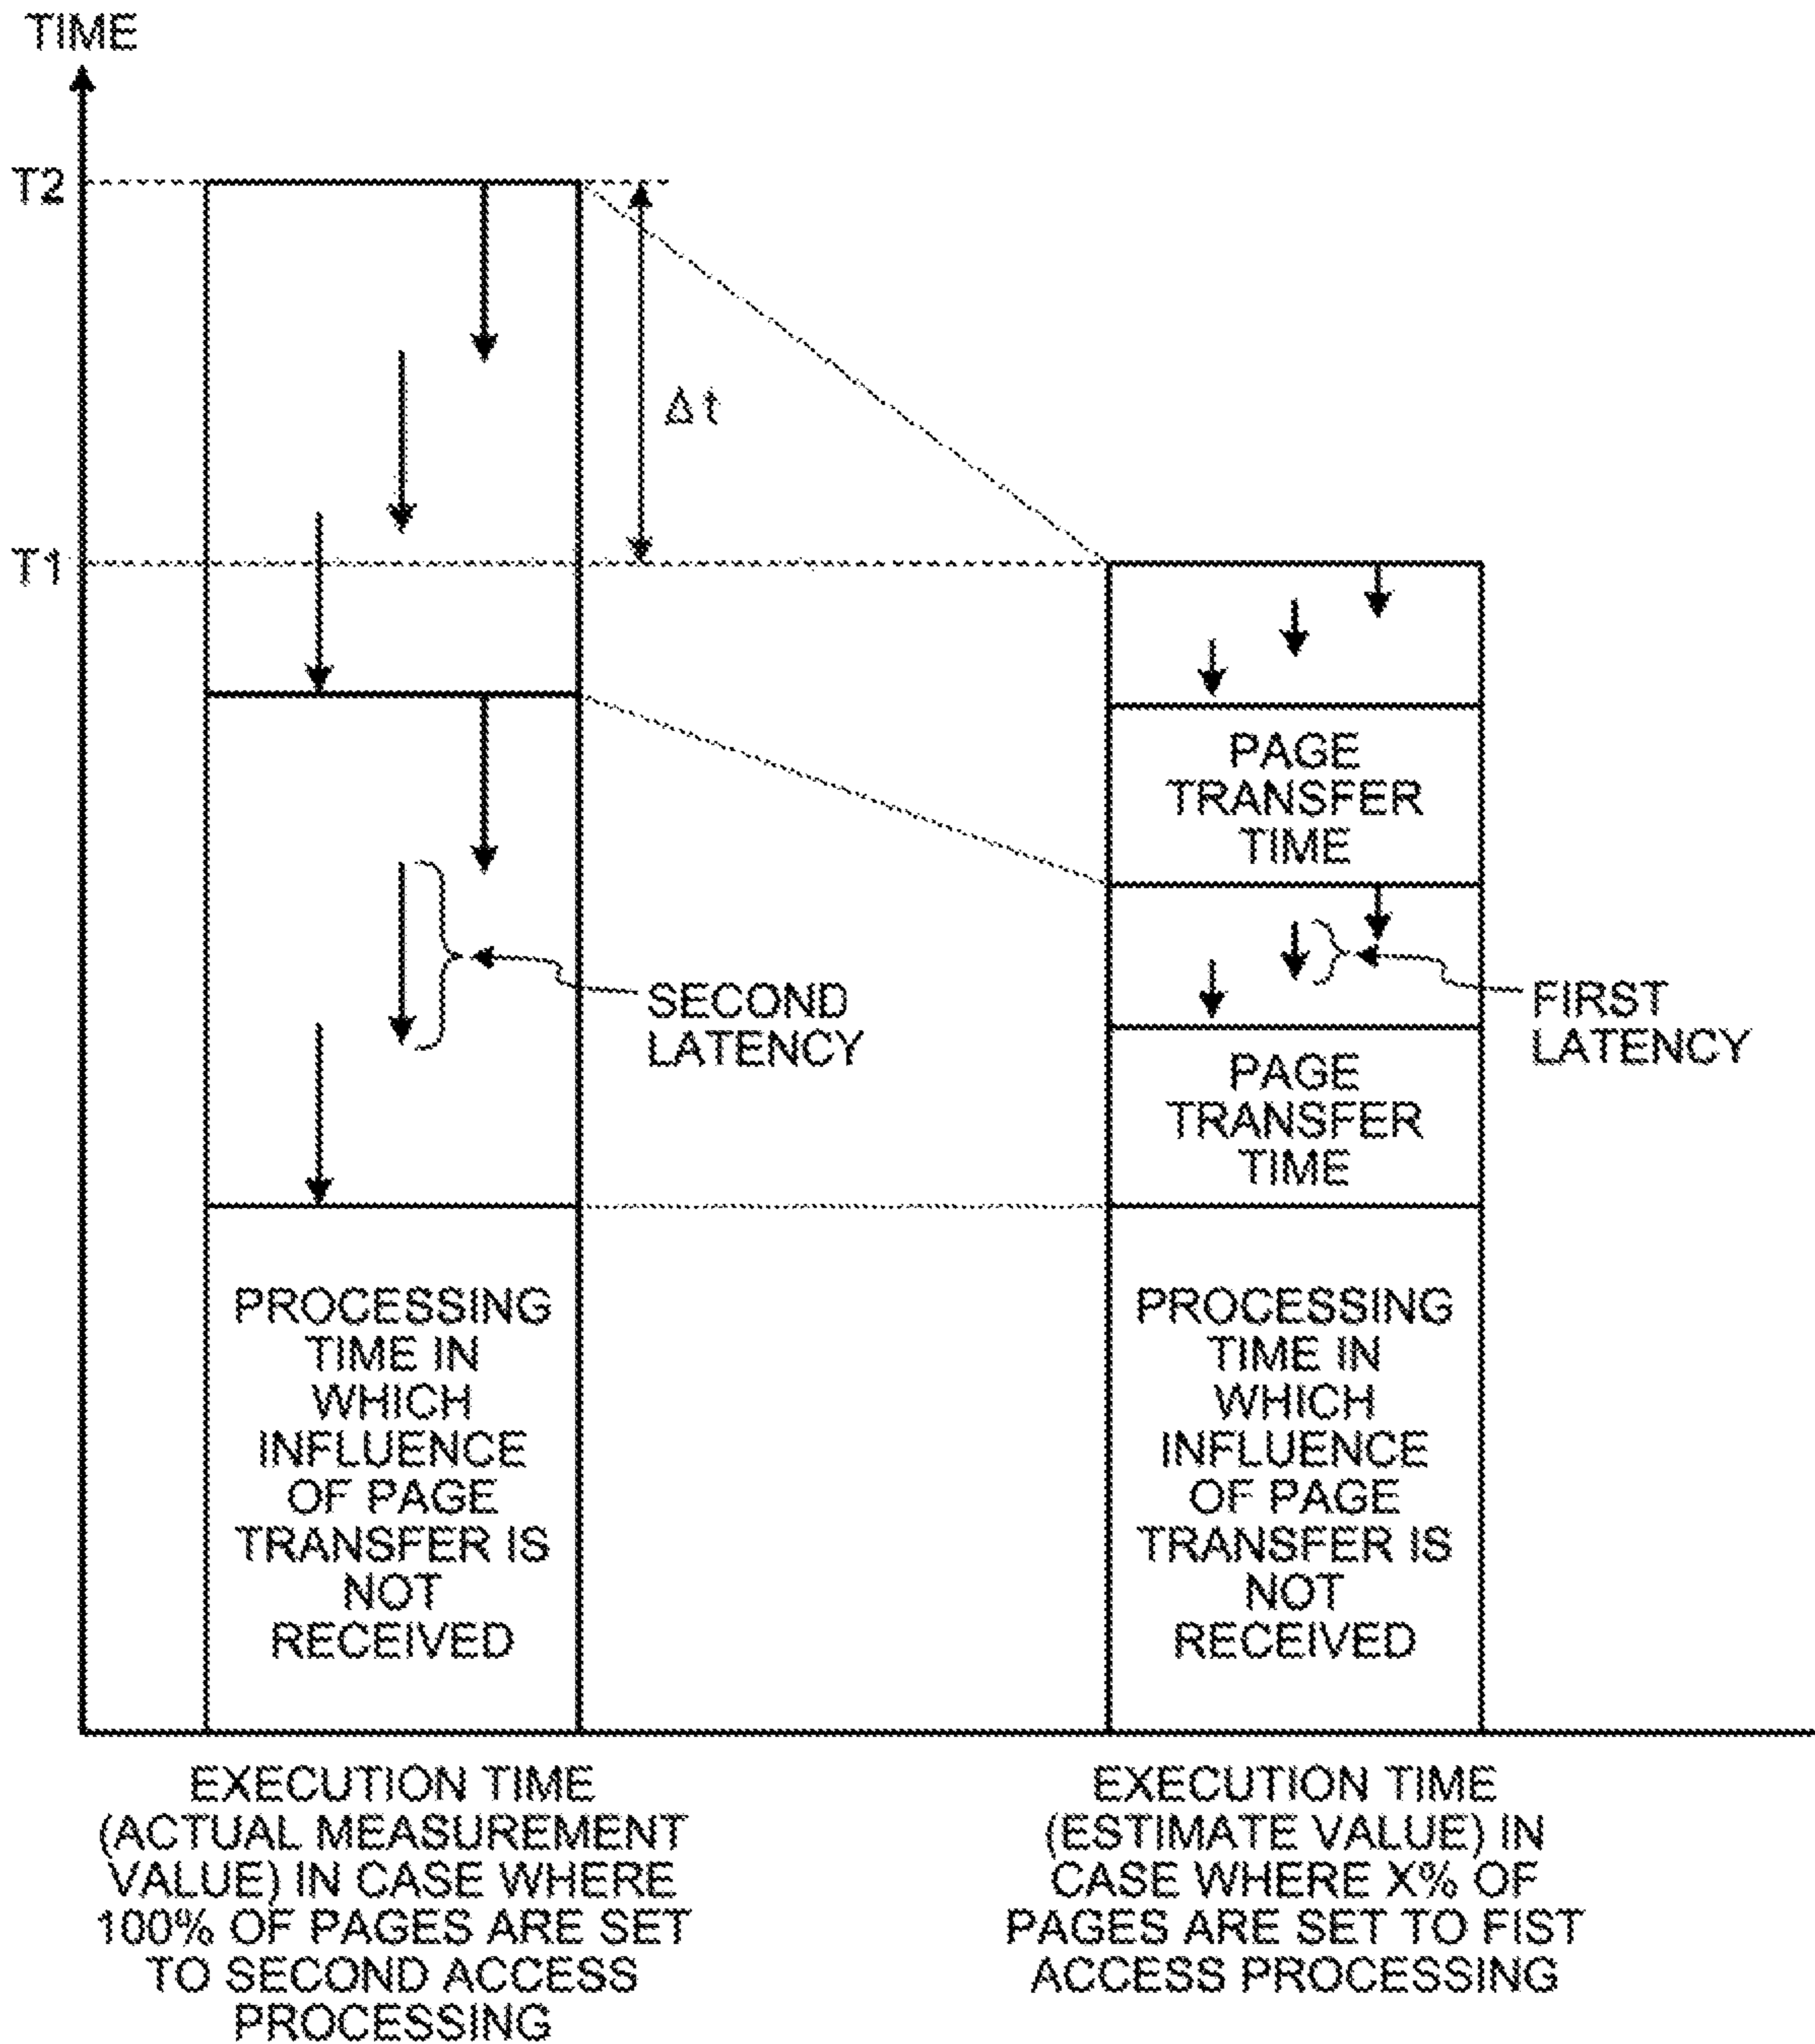 TIME
T2
Δt
T1
PAGE
TRANSFER
TIME
SECOND
LATENCY
FIRST
LATENCY
PAGE
TRANSFER
TIME
PROCESSING
TIME IN
WHICH
INFLUENCE
OF PAGE
TRANSFER IS
NOT
RECEIVED
PROCESSING
TIME IN
WHICH
INFLUENCE
OF PAGE
TRANSFER IS
NOT
RECEIVED
EXECUTION TIME
(ACTUAL MEASUREMENT
VALUE) IN CASE WHERE
100% OF PAGES ARE SET
TO SECOND ACCESS
PROCESSING
EXECUTION TIME
(ESTIMATE VALUE) IN
CASE WHERE X% OF
PAGES ARE SET TO FIST
ACCESS PROCESSING